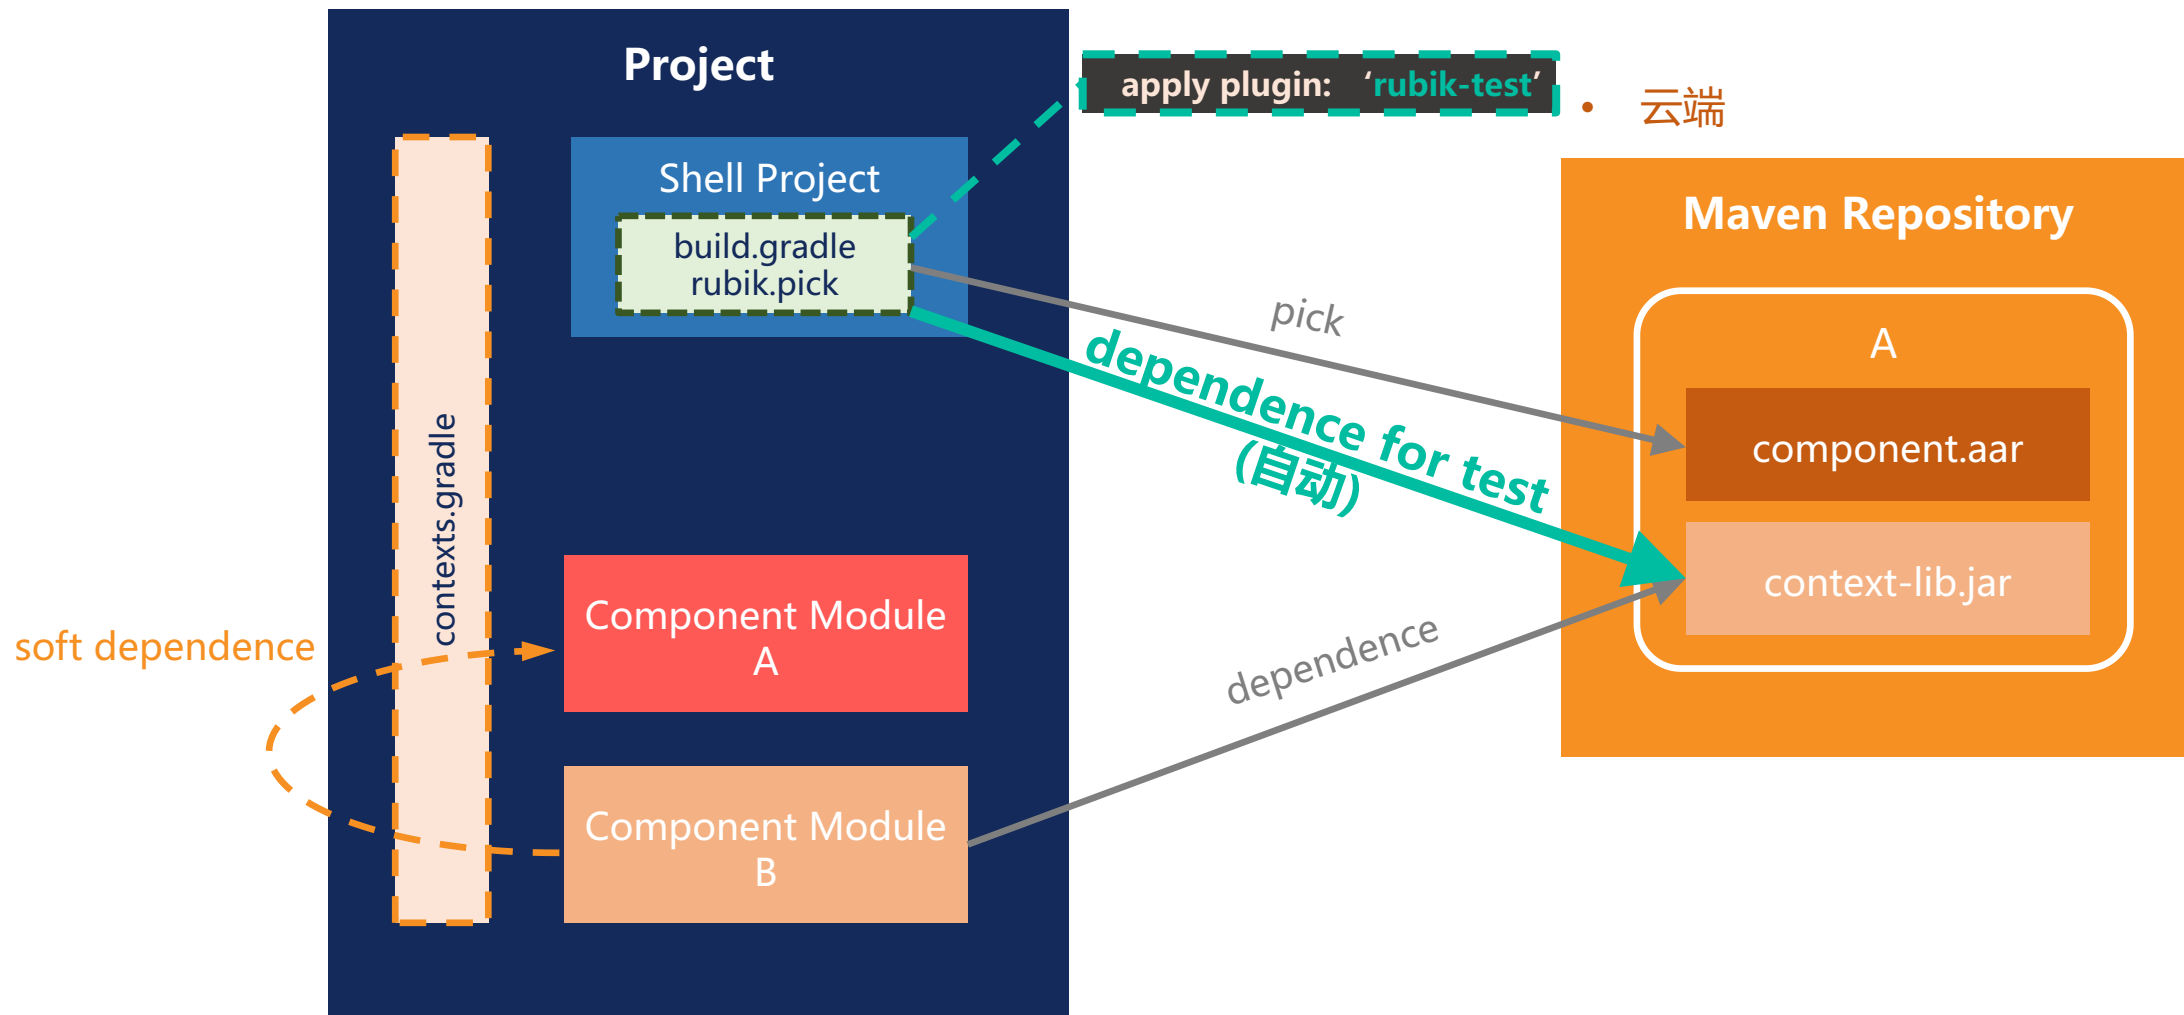 Project
apply plugin: ‘rubik-test’
• 云端
Shell Project
build.gradle
rubik.pick
contexts.gradle
soft dependence
Component Module
A
Component Module
B
pick
dependence for test
(自动)
dependence
Maven Repository
A
component.aar
context-lib.jar